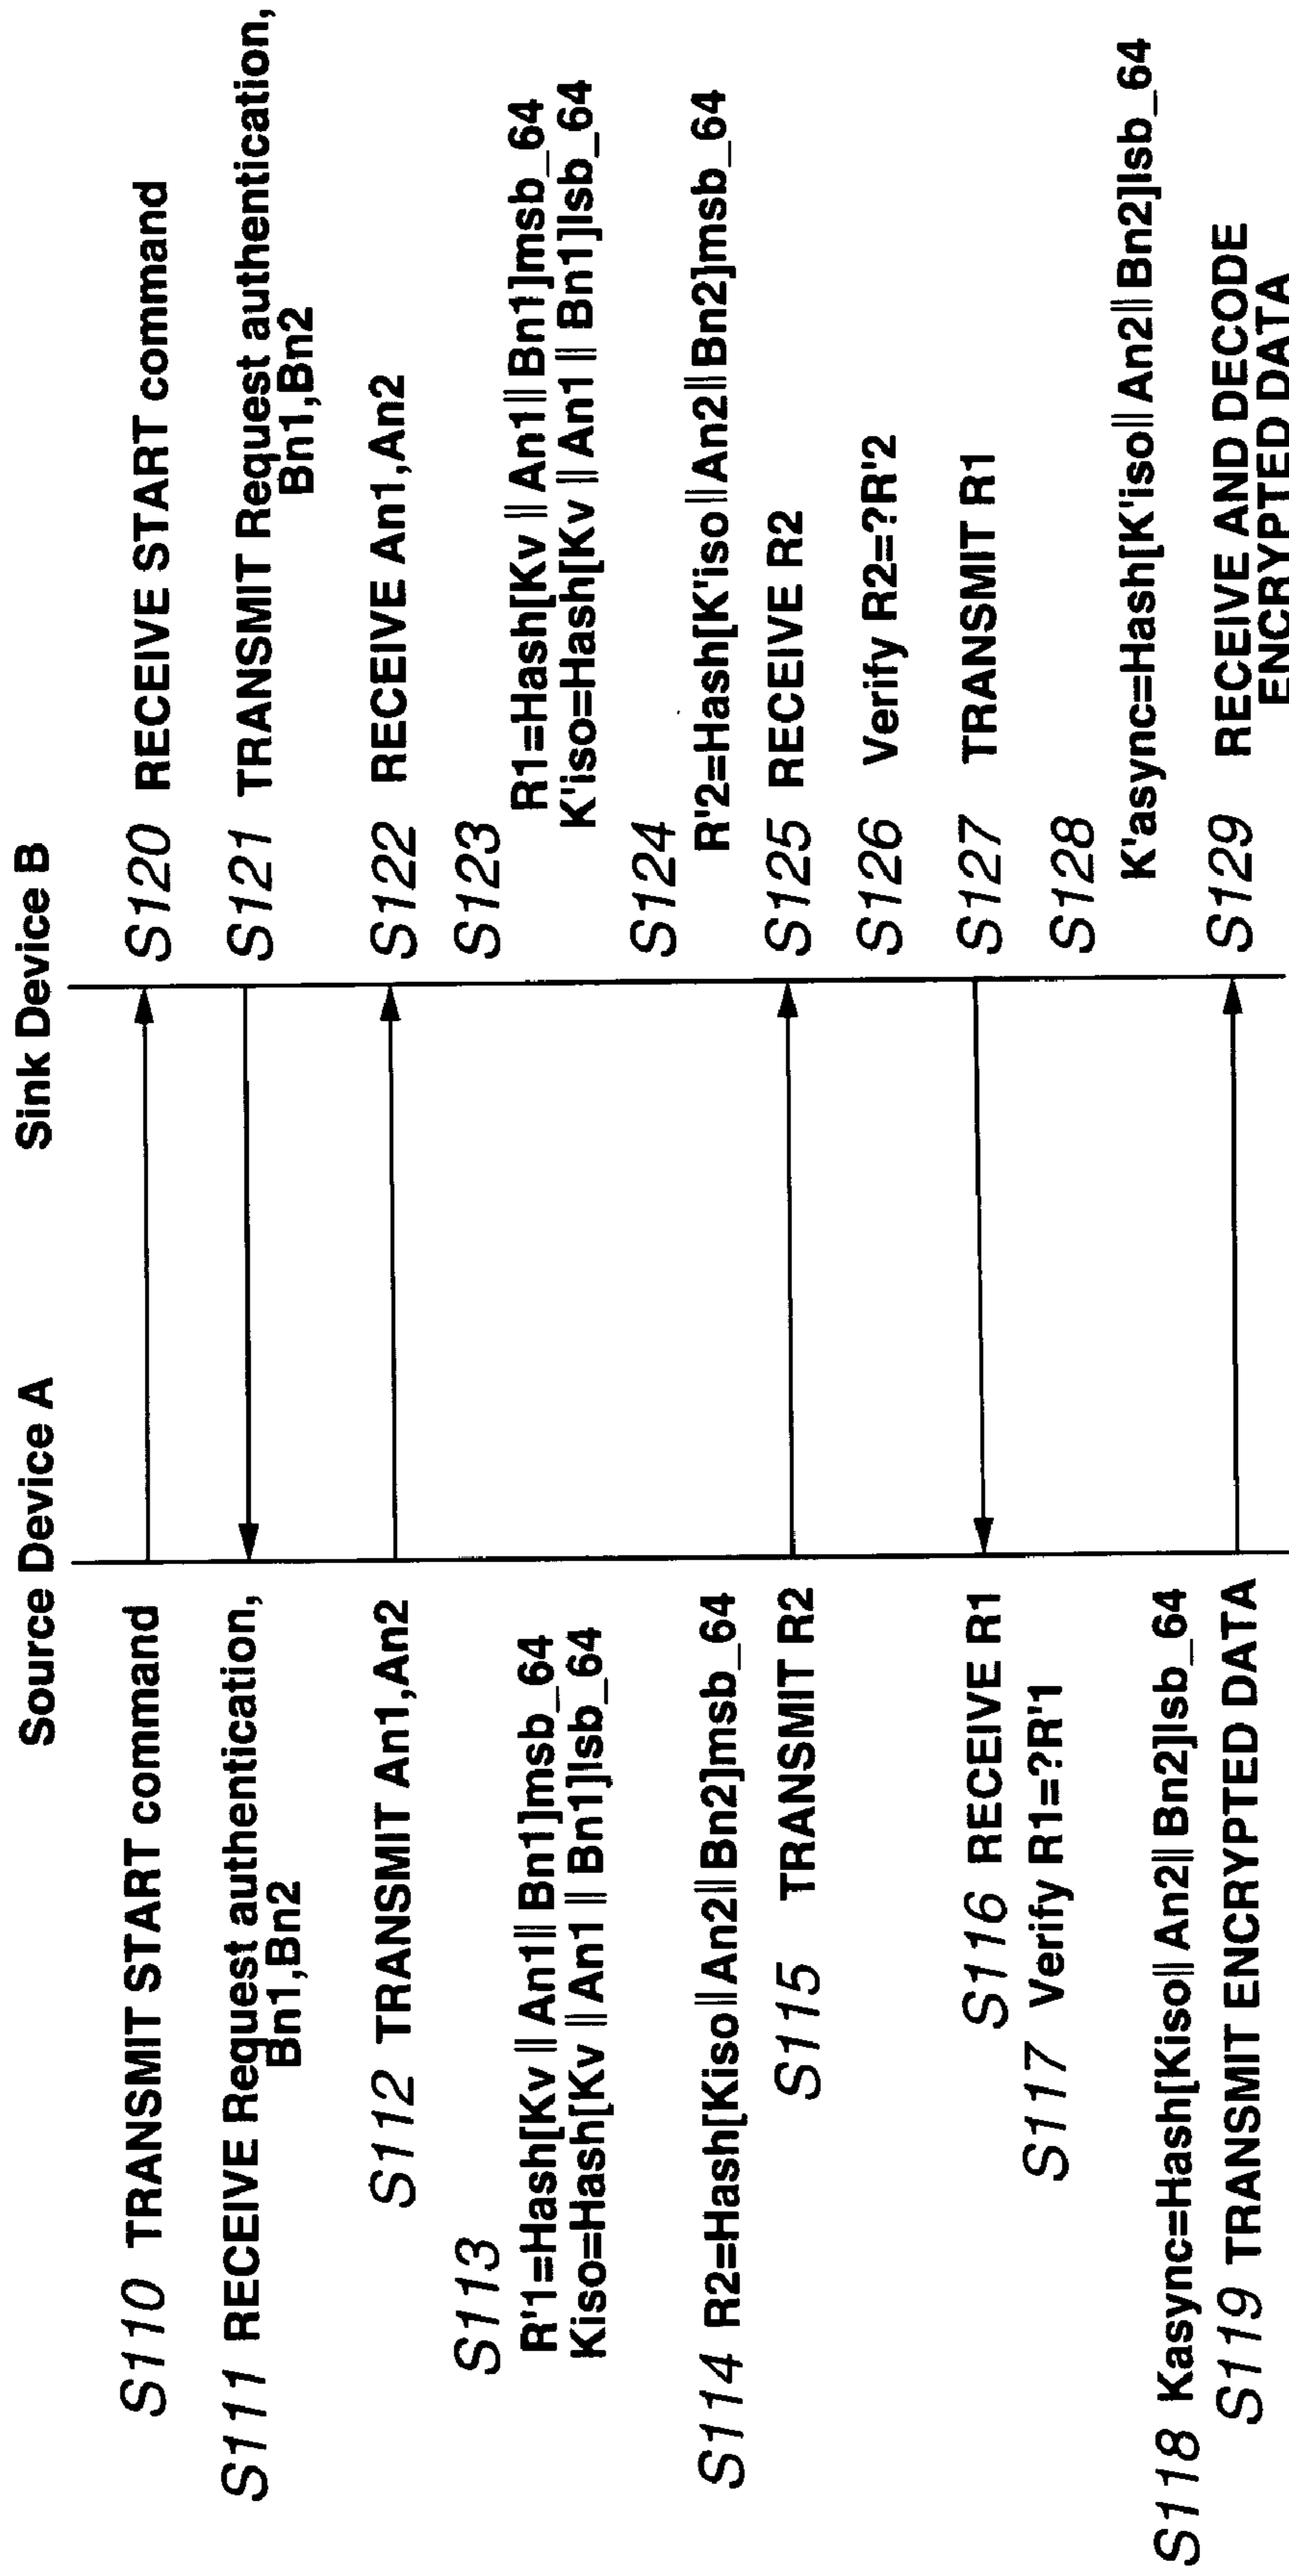 Source Device A
Sink Device B
S110 TRANSMIT START command
S120 RECEIVE START command
S111 RECEIVE Request authentication,
Bn1,Bn2
S121 TRANSMIT Request authentication,
Bn1,Bn2
S112 TRANSMIT An1,An2
S122 RECEIVE An1,An2
S113
R'1=Hash[Kv || An1|| Bn1]msb_64
Kiso=Hash[Kv || An1 || Bn1]lsb_64
S123
R1=Hash[Kv || An1|| Bn1]msb_64
K'iso=Hash[Kv || An1 || Bn1]lsb_64
S114 R2=Hash[Kiso|| An2|| Bn2]msb_64
S124
R'2=Hash[K'iso|| An2|| Bn2]msb_64
S115 TRANSMIT R2
S125 RECEIVE R2
S126 Verify R2=?R'2
S116 RECEIVE R1
S127 TRANSMIT R1
S117 Verify R1=?R'1
S128
K'async=Hash[K'iso|| An2|| Bn2]lsb_64
S118 Kasync=Hash[Kiso|| An2|| Bn2]lsb_64
S119 TRANSMIT ENCRYPTED DATA
S129 RECEIVE AND DECODE
ENCRYPTED DATA